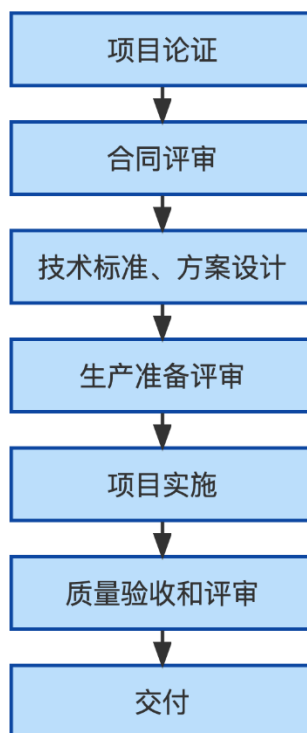 项目论证
合同评审
技术标准、方案设计
生产准备评审
项目实施
质量验收和评审
交付